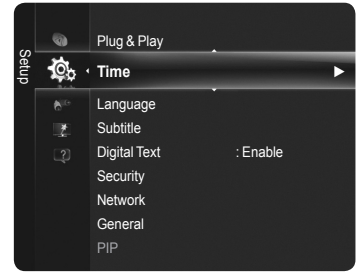 Setup
Plug & Play
Time
Language
Subtitle
Digital Text : Enable
Security
Network
General
PIP